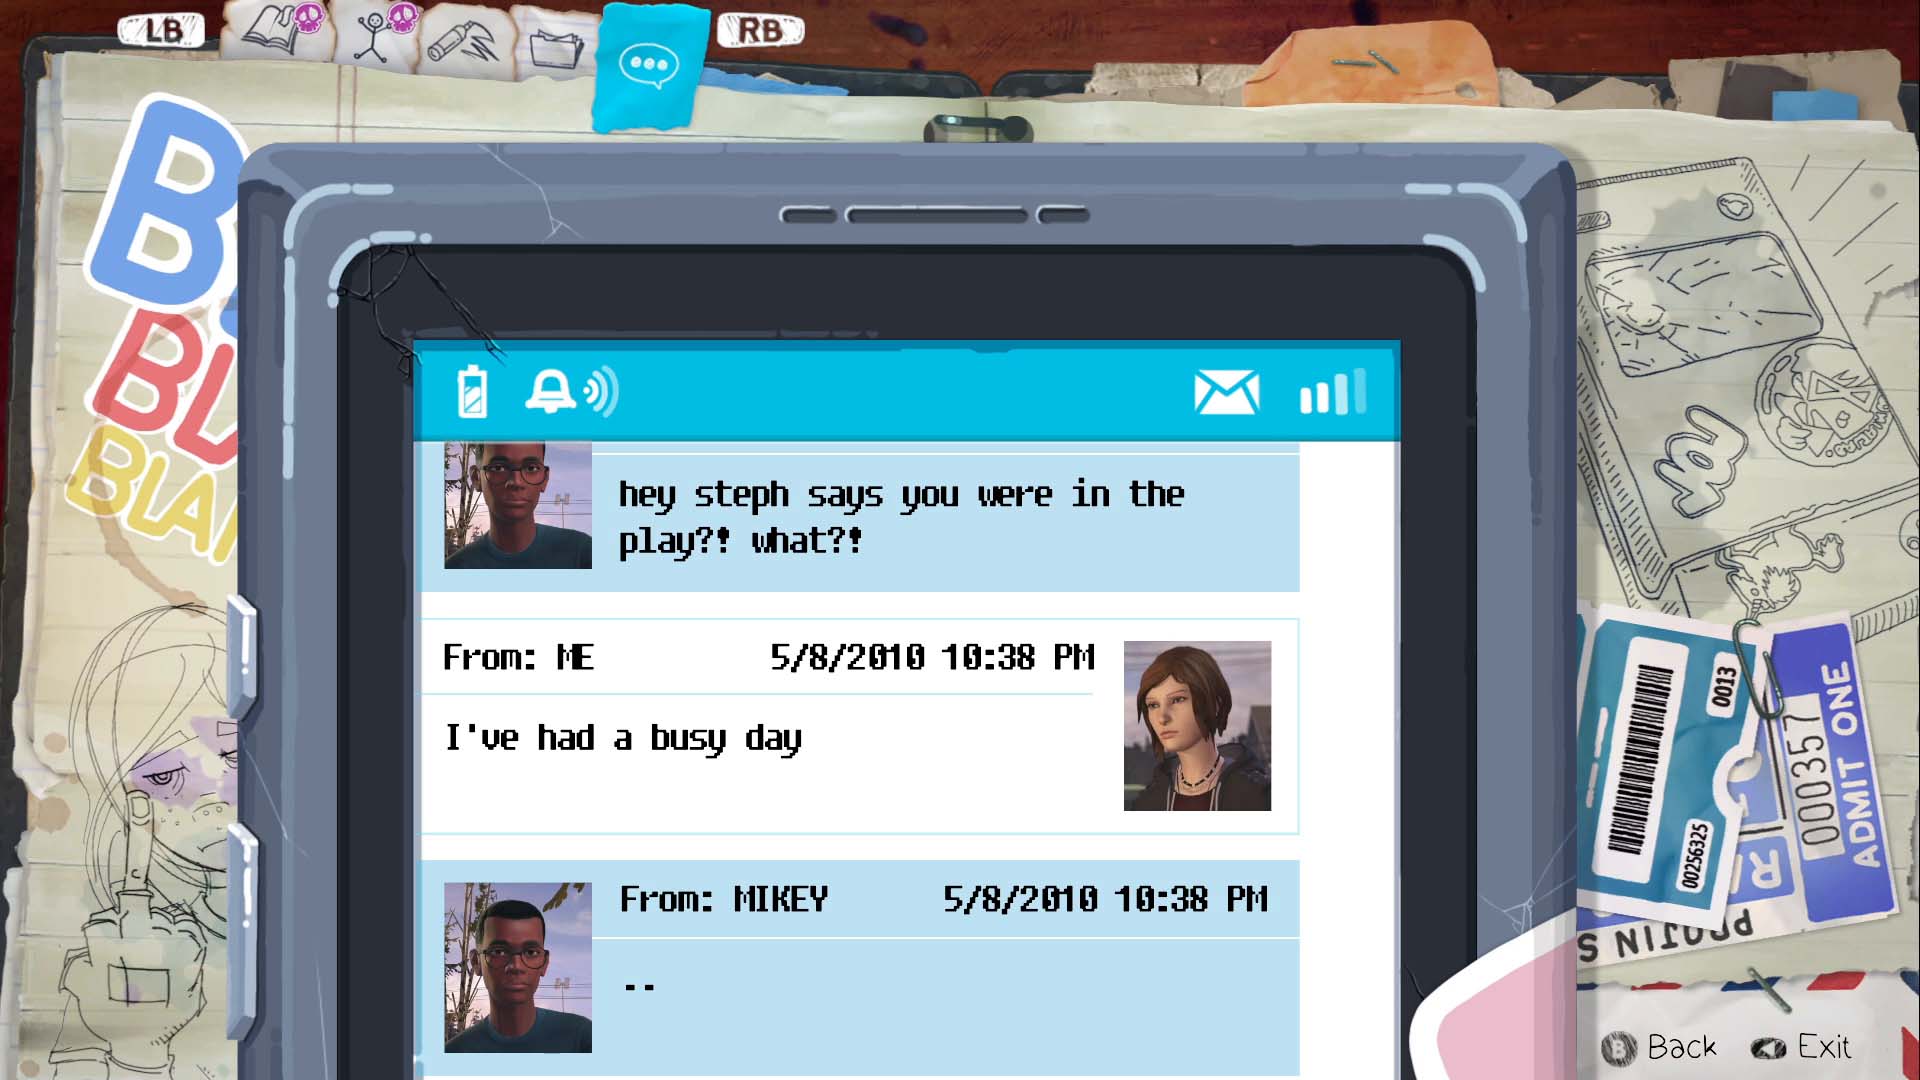 LB
RB
hey steph says you were in the
play?! what?!
From: ME 5/8/2010 10:38 PM
I've had a busy day
From: MIKEY 5/8/2010 10:38 PM
--
0013
00256325
000357
ADMIT ONE
Back
Exit